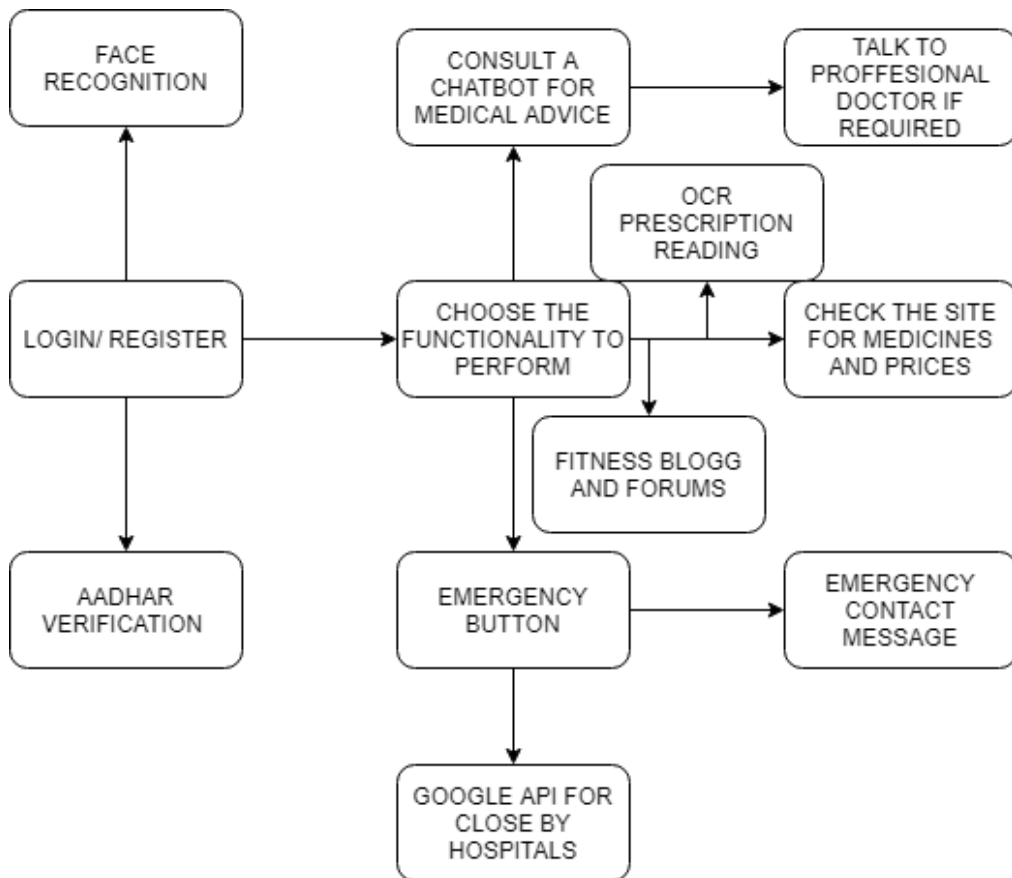 FACE
RECOGNITION
CONSULT A
CHATBOT FOR
MEDICAL ADVICE
TALK TO
PROFFESIONAL
DOCTOR IF
REQUIRED
OCR
PRESCRIPTION
READING
LOGIN/ REGISTER
CHOOSE THE
FUNCTIONALITY TO
PERFORM
CHECK THE SITE
FOR MEDICINES
AND PRICES
FITNESS BLOGG
AND FORUMS
AADHAR
VERIFICATION
EMERGENCY
BUTTON
EMERGENCY
CONTACT
MESSAGE
GOOGLE API FOR
CLOSE BY
HOSPITALS